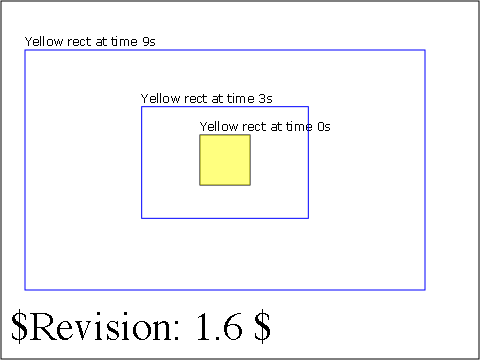 Yellow rect at time 9s
Yellow rect at time 3s
Yellow rect at time 0s
$Revision: 1.6 $